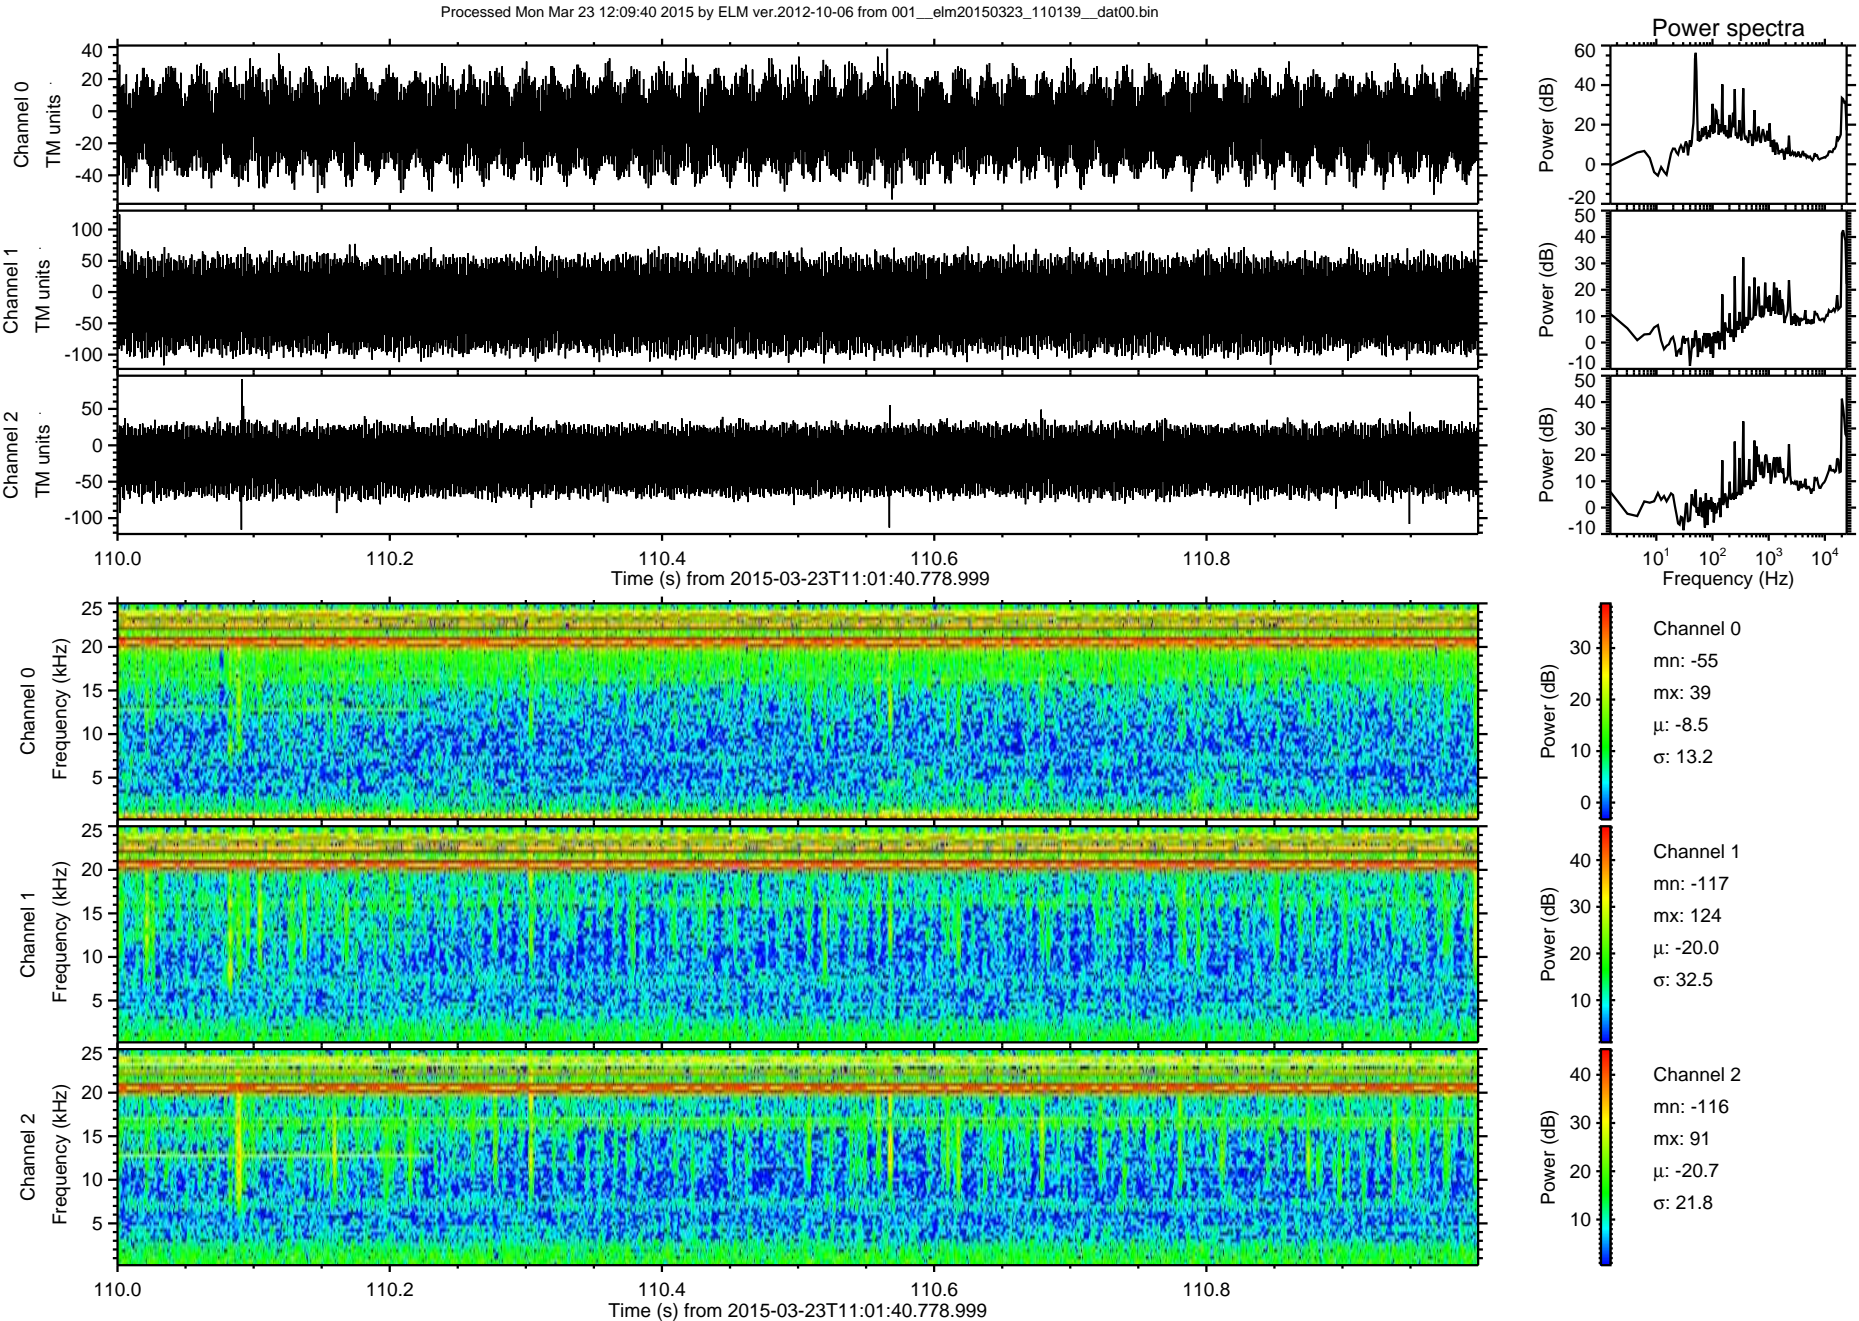 Processed Mon Mar 23 12:09:40 2015 by ELM ver.2012-10-06 from 001__elm20150323_110139__dat00.bin
Power spectra
Channel 0
TM units
40
20
0
-20
-40
Power (dB)
60
40
20
0
-20
Channel 1
TM units
100
50
0
-50
-100
Power (dB)
50
40
30
20
10
0
-10
Channel 2
TM units
50
0
-50
-100
Power (dB)
50
40
30
20
10
0
-10
110.0 110.2 110.4 110.6 110.8
Time (s) from 2015-03-23T11:01:40.778.999
10¹ 10² 10³ 10⁴
Frequency (Hz)
Channel 0
Frequency (kHz)
25
20
15
10
5
Power (dB)
30
20
10
0
Channel 0
mn: -55
mx: 39
µ: -8.5
σ: 13.2
Channel 1
Frequency (kHz)
25
20
15
10
5
Power (dB)
40
30
20
10
Channel 1
mn: -117
mx: 124
µ: -20.0
σ: 32.5
Channel 2
Frequency (kHz)
25
20
15
10
5
Power (dB)
40
30
20
10
Channel 2
mn: -116
mx: 91
µ: -20.7
σ: 21.8
110.0 110.2 110.4 110.6 110.8
Time (s) from 2015-03-23T11:01:40.778.999